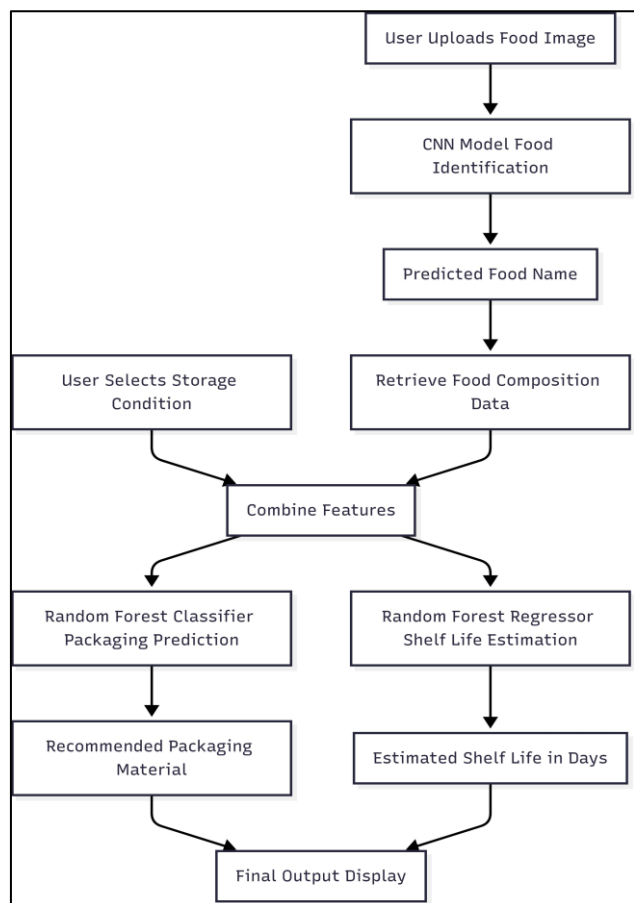 User Uploads Food Image
CNN Model Food
Identification
Predicted Food Name
User Selects Storage
Condition
Retrieve Food Composition
Data
Combine Features
Random Forest Classifier
Packaging Prediction
Random Forest Regressor
Shelf Life Estimation
Recommended Packaging
Material
Estimated Shelf Life in Days
Final Output Display